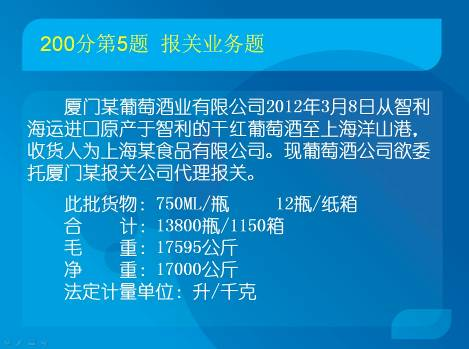 200分第5题 报关业务题
厦门某葡萄酒业有限公司2012年3月8日从智利
海运进口原产于智利的干红葡萄酒至上海洋山港，
收货人为上海某食品有限公司。现葡萄酒公司欲委
托厦门某报关公司代理报关。
此批货物：750ML/瓶 12瓶/纸箱
合 计：13800瓶/1150箱
毛 重：17595公斤
净 重：17000公斤
法定计量单位：升/千克